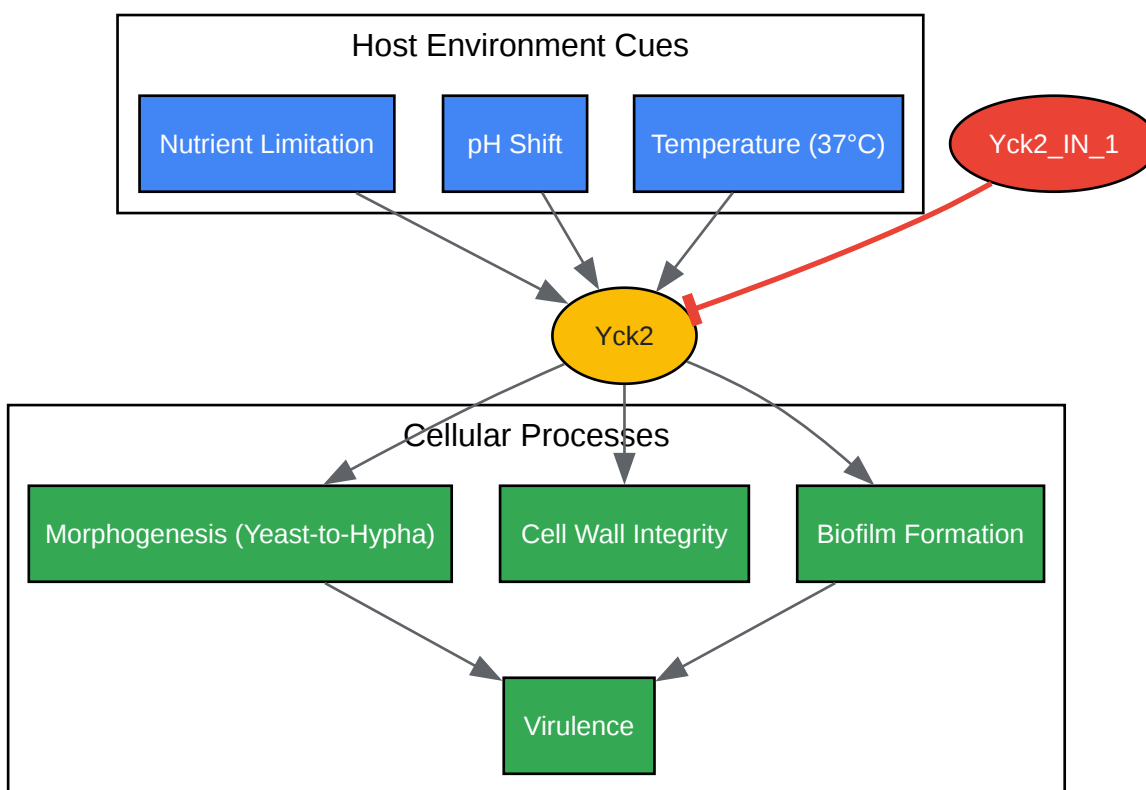 Host Environment Cues
Nutrient Limitation
pH Shift
Temperature (37°C)
Yck2_IN_1
Yck2
Cellular Processes
Morphogenesis (Yeast-to-Hypha)
Cell Wall Integrity
Biofilm Formation
Virulence